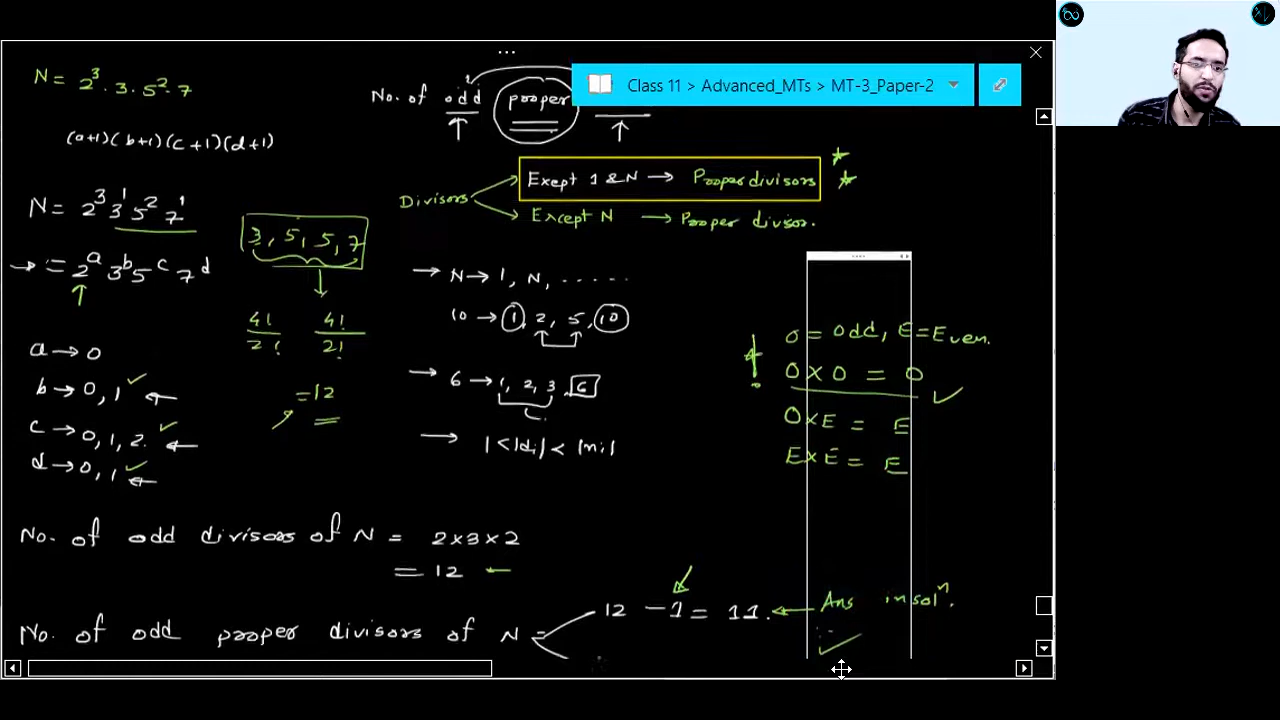 N = 2³·3·5²·7
No. of odd proper
Class 11 > Advanced_MTs > MT-3_Paper-2
(a+1)(b+1)(c+1)(d+1)
Divisors
Exept 1 & N → Proper divisors
Except N → Proper divisor.
N = 2³ 3¹ 5² 7¹
→ = 2ᵃ 3ᵇ 5ᶜ 7ᵈ
3, 5, 5, 7
4!/2! 4!/2!
= 12
a → 0
b → 0, 1 ✓ ←
c → 0, 1, 2. ✓ ←
d → 0, 1 ✓ ←
→ N → 1, N, ......
10 → 1, 2, 5, 10
→ 6 → 1, 2, 3, 6
→ 1 < |di| < |ni|
O = Odd, E = Even.
O × O = O ✓
O × E = E
E × E = E
No. of odd divisors of N = 2×3×2
= 12 ←
No. of odd proper divisors of N =
12 − 1 = 11. ← Ans in solⁿ.